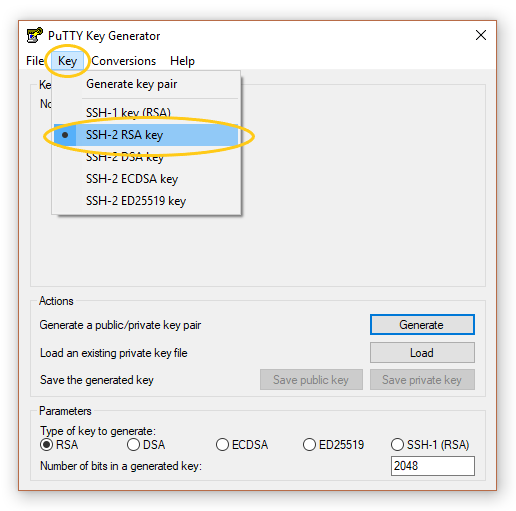 PuTTY Key Generator
File Key Conversions Help
Generate key pair
SSH-1 key (RSA)
SSH-2 RSA key
SSH-2 DSA key
SSH-2 ECDSA key
SSH-2 ED25519 key
Actions
Generate a public/private key pair Generate
Load an existing private key file Load
Save the generated key Save public key Save private key
Parameters
Type of key to generate:
RSA DSA ECDSA ED25519 SSH-1 (RSA)
Number of bits in a generated key: 2048